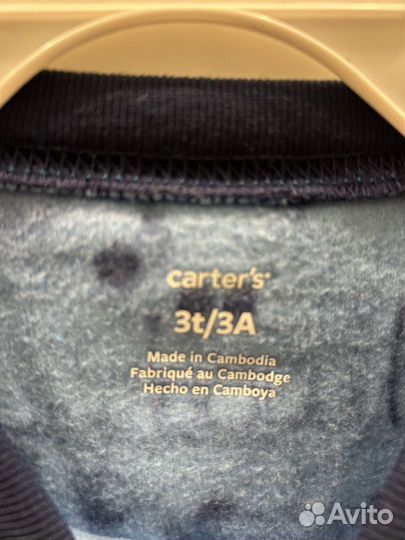 carter's
3t/3A
Made in Cambodia
Fabriqué au Cambodge
Hecho en Camboya
Avito